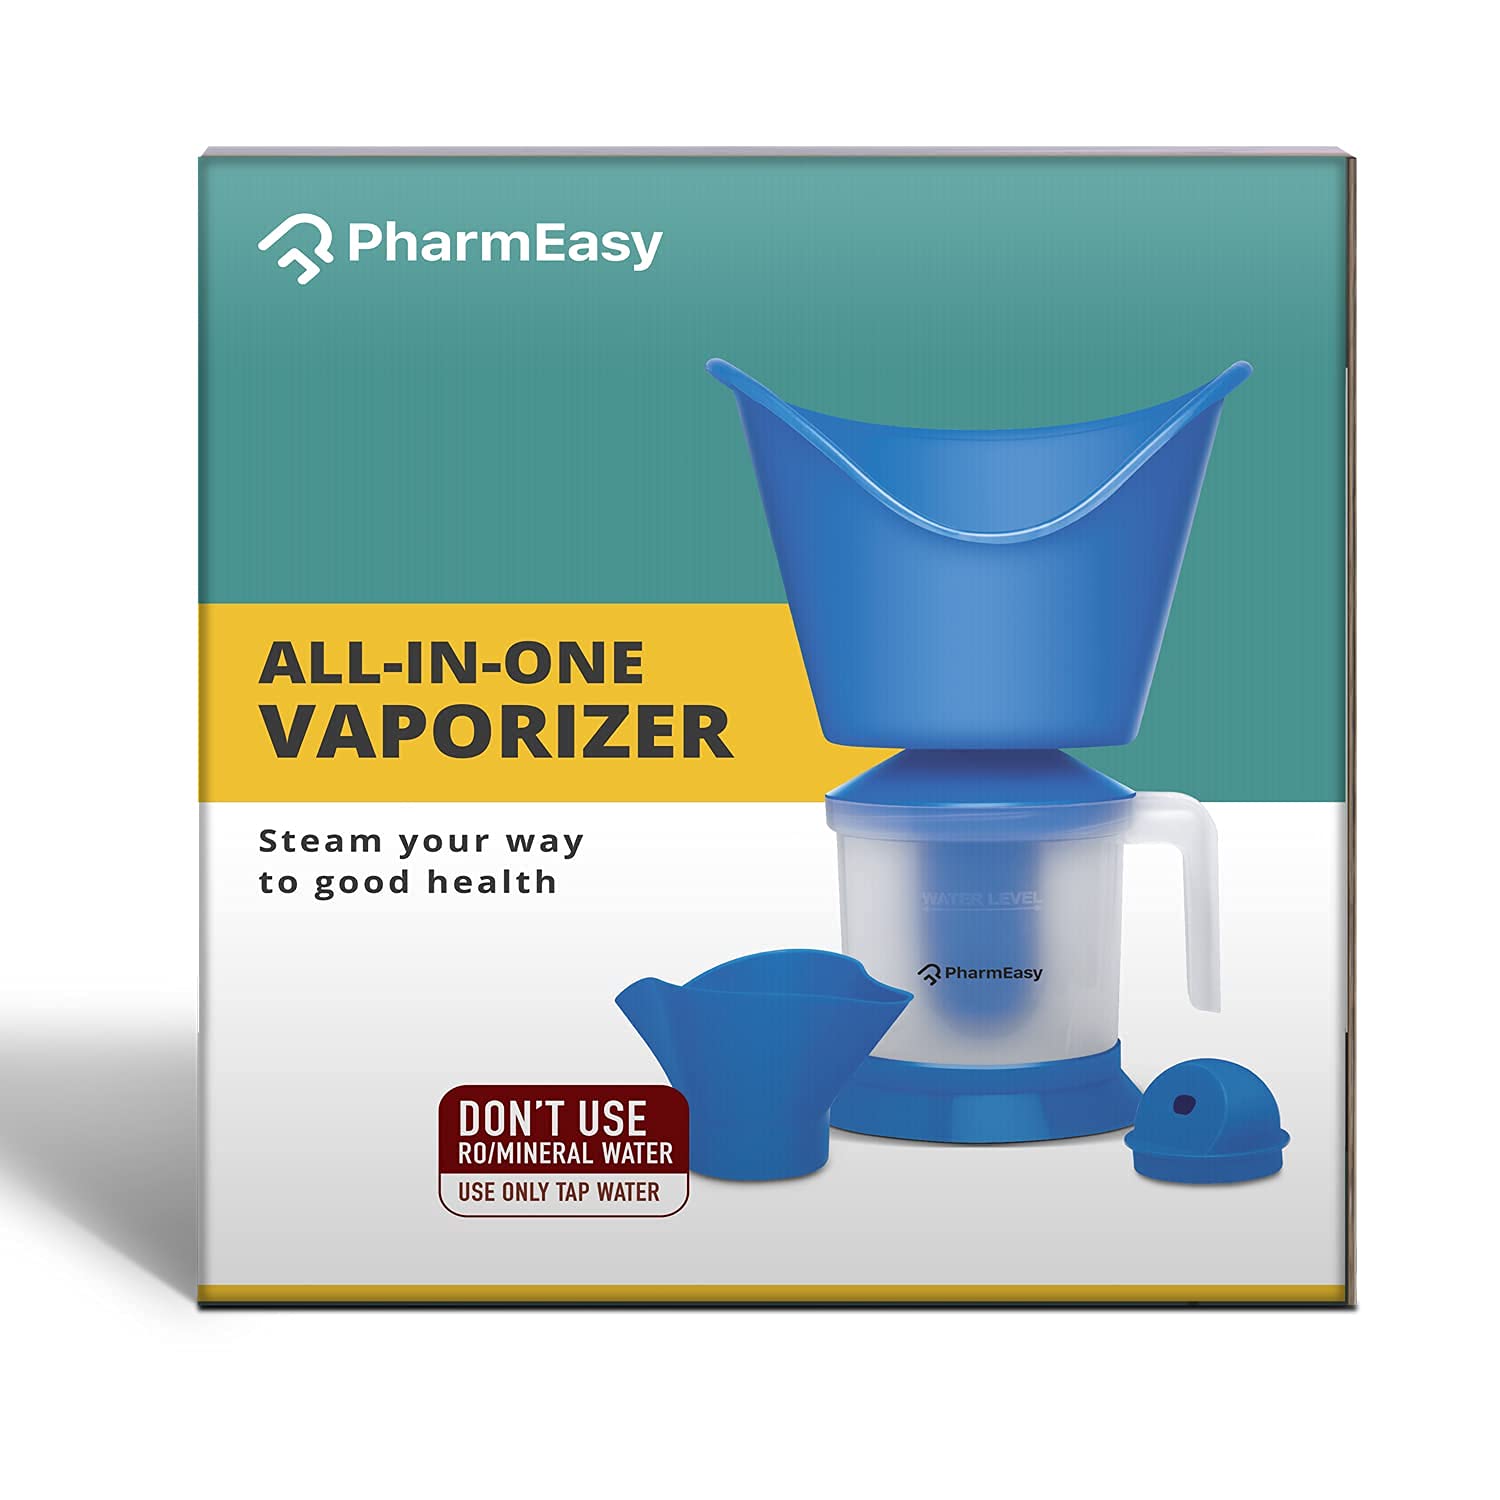 PharmEasy
ALL-IN-ONE
VAPORIZER
Steam your way
to good health
WATER LEVEL
PharmEasy
DON'T USE
RO/MINERAL WATER
USE ONLY TAP WATER